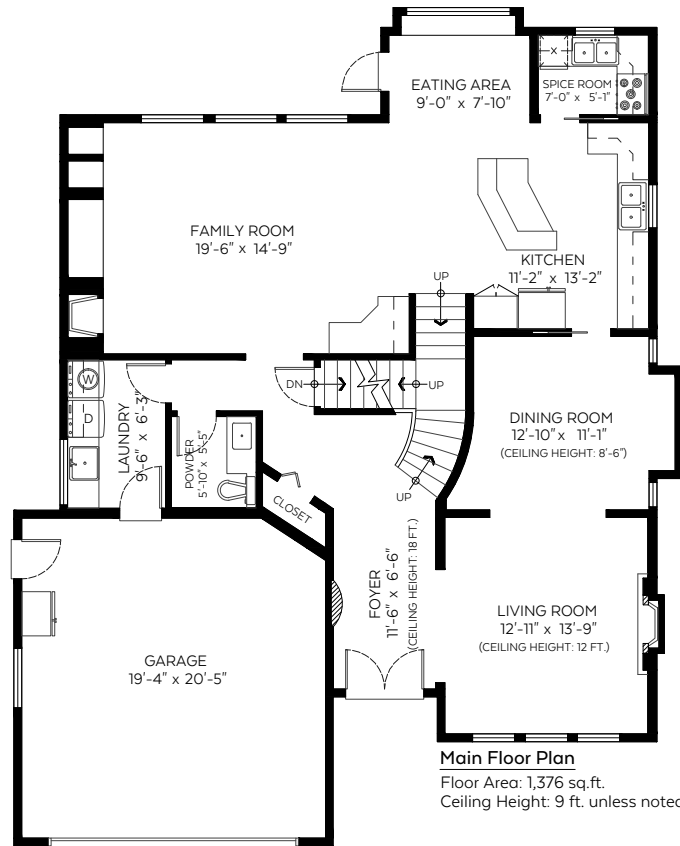 EATING AREA
9'-0" x 7'-10"
X
SPICE ROOM
7'-0" x 5'-1"
FAMILY ROOM
19'-6" x 14'-9"
KITCHEN
11'-2" x 13'-2"
UP
DN
UP
UP
W
D
LAUNDRY
9'-6" x 6'-3"
POWDER
5'-10" x 5'-5"
CLOSET
DINING ROOM
12'-10" x 11'-1"
(CEILING HEIGHT: 8'-6")
FOYER
11'-6" x 6'-6"
(CEILING HEIGHT: 18 FT.)
LIVING ROOM
12'-11" x 13'-9"
(CEILING HEIGHT: 12 FT.)
GARAGE
19'-4" x 20'-5"
Main Floor Plan
Floor Area: 1,376 sq.ft.
Ceiling Height: 9 ft. unless noted